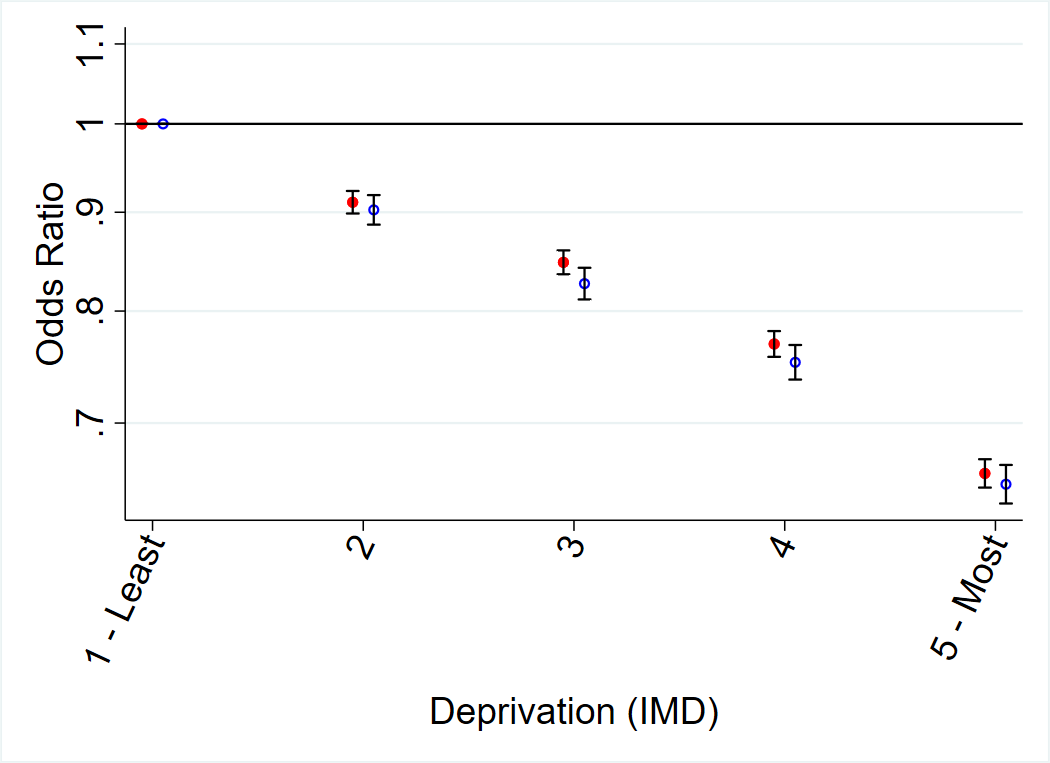 1.1
1
.9
.8
.7
Odds Ratio
1 - Least
2
3
4
5 - Most
Deprivation (IMD)